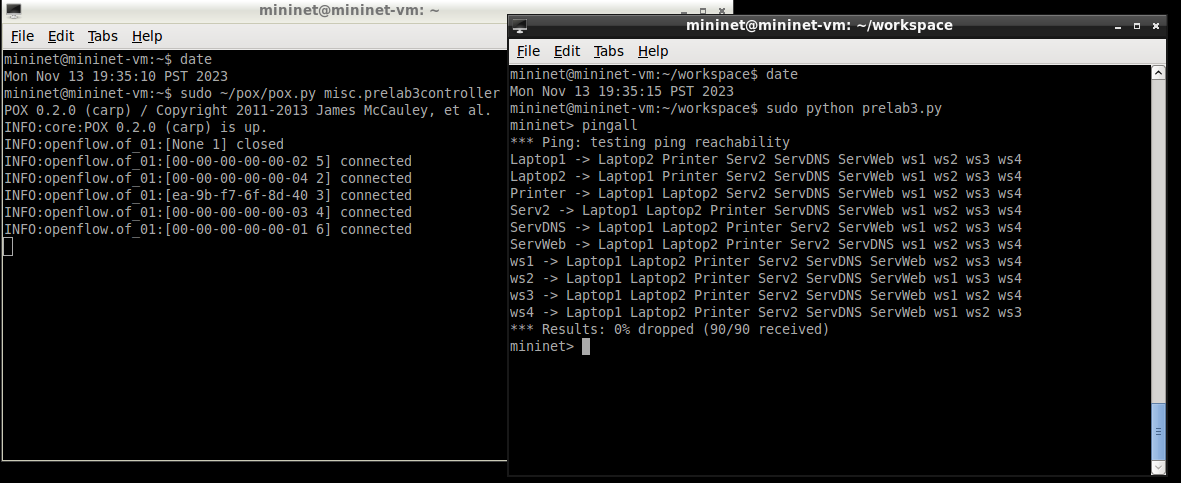 mininet@mininet-vm: ~
File Edit Tabs Help
mininet@mininet-vm:~$ date
Mon Nov 13 19:35:10 PST 2023
mininet@mininet-vm:~$ sudo ~/pox/pox.py misc.prelab3controller
POX 0.2.0 (carp) / Copyright 2011-2013 James McCauley, et al.
INFO:core:POX 0.2.0 (carp) is up.
INFO:openflow.of_01:[None 1] closed
INFO:openflow.of_01:[00-00-00-00-00-02 5] connected
INFO:openflow.of_01:[00-00-00-00-00-04 2] connected
INFO:openflow.of_01:[ea-9b-f7-6f-8d-40 3] connected
INFO:openflow.of_01:[00-00-00-00-00-03 4] connected
INFO:openflow.of_01:[00-00-00-00-00-01 6] connected
mininet@mininet-vm: ~/workspace
File Edit Tabs Help
mininet@mininet-vm:~/workspace$ date
Mon Nov 13 19:35:15 PST 2023
mininet@mininet-vm:~/workspace$ sudo python prelab3.py
mininet> pingall
*** Ping: testing ping reachability
Laptop1 -> Laptop2 Printer Serv2 ServDNS ServWeb ws1 ws2 ws3 ws4
Laptop2 -> Laptop1 Printer Serv2 ServDNS ServWeb ws1 ws2 ws3 ws4
Printer -> Laptop1 Laptop2 Serv2 ServDNS ServWeb ws1 ws2 ws3 ws4
Serv2 -> Laptop1 Laptop2 Printer ServDNS ServWeb ws1 ws2 ws3 ws4
ServDNS -> Laptop1 Laptop2 Printer Serv2 ServWeb ws1 ws2 ws3 ws4
ServWeb -> Laptop1 Laptop2 Printer Serv2 ServDNS ws1 ws2 ws3 ws4
ws1 -> Laptop1 Laptop2 Printer Serv2 ServDNS ServWeb ws2 ws3 ws4
ws2 -> Laptop1 Laptop2 Printer Serv2 ServDNS ServWeb ws1 ws3 ws4
ws3 -> Laptop1 Laptop2 Printer Serv2 ServDNS ServWeb ws1 ws2 ws4
ws4 -> Laptop1 Laptop2 Printer Serv2 ServDNS ServWeb ws1 ws2 ws3
*** Results: 0% dropped (90/90 received)
mininet>